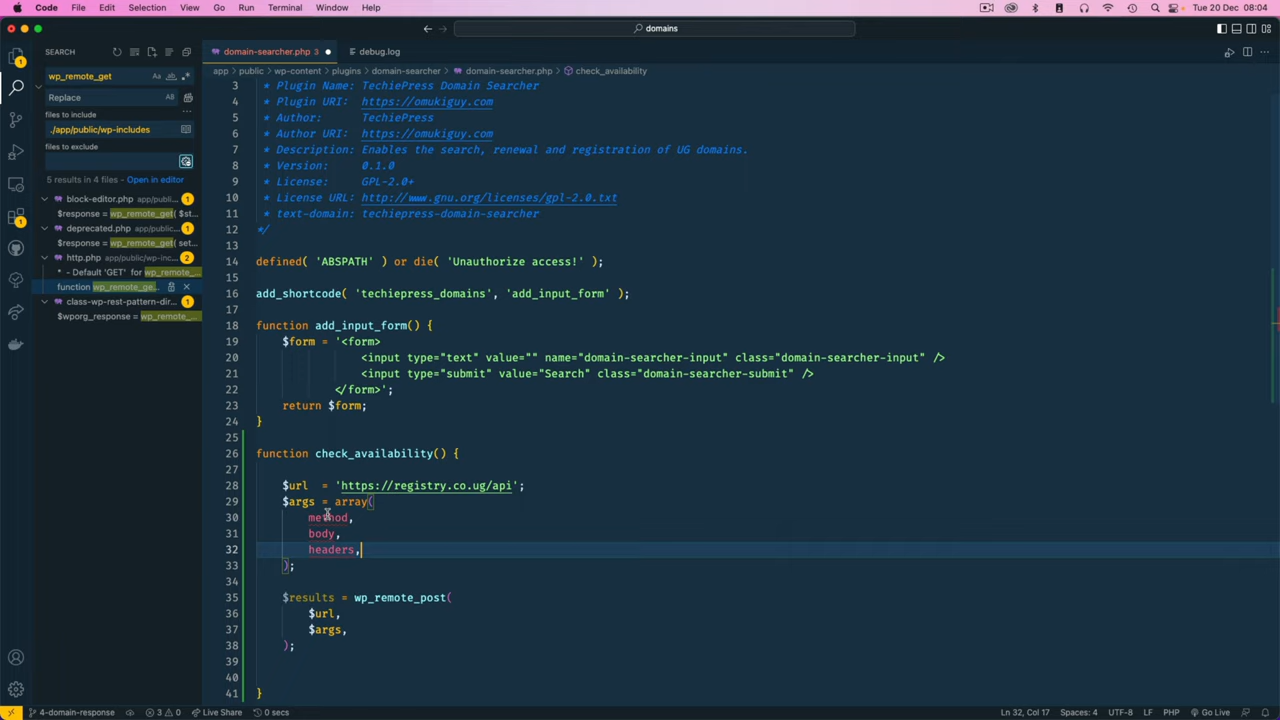 Code File Edit Selection View Go Run Terminal Window Help Tue 20 Dec 08:04
domains
SEARCH
domain-searcher.php 3
debug.log
wp_remote_get
Aa ab .*
app > public > wp-content > plugins > domain-searcher > domain-searcher.php > check_availability
Replace
AB
files to include
./app/public/wp-includes
files to exclude
5 results in 4 files - Open in editor
block-editor.php app/publi... 1
$response = wp_remote_get( $st...
deprecated.php app/public... 1
$response = wp_remote_get( set...
http.php app/public/wp-inc... 2
* - Default 'GET' for wp_remote_...
function wp_remote_ge...
class-wp-rest-pattern-dir... 1
$wporg_response = wp_remote_...
3 * Plugin Name: TechiePress Domain Searcher
4 * Plugin URI: https://omukiguy.com
5 * Author: TechiePress
6 * Author URI: https://omukiguy.com
7 * Description: Enables the search, renewal and registration of UG domains.
8 * Version: 0.1.0
9 * License: GPL-2.0+
10 * License URL: http://www.gnu.org/licenses/gpl-2.0.txt
11 * text-domain: techiepress-domain-searcher
12 */
13
14 defined( 'ABSPATH' ) or die( 'Unauthorize access!' );
15
16 add_shortcode( 'techiepress_domains', 'add_input_form' );
17
18 function add_input_form() {
19 $form = '<form>
20 <input type="text" value="" name="domain-searcher-input" class="domain-searcher-input" />
21 <input type="submit" value="Search" class="domain-searcher-submit" />
22 </form>';
23 return $form;
24 }
25
26 function check_availability() {
27
28 $url = 'https://registry.co.ug/api';
29 $args = array(
30 method,
31 body,
32 headers,
33 );
34
35 $results = wp_remote_post(
36 $url,
37 $args,
38 );
39
40
41 }
4-domain-response 3 0 Live Share 0 secs Ln 32, Col 17 Spaces: 4 UTF-8 LF PHP Go Live